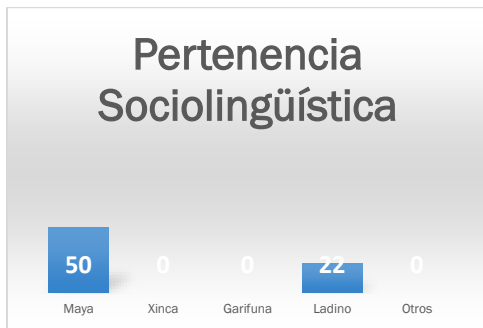 Pertenencia
Sociolingüística
50 0 0 22 0
Maya Xinca Garifuna Ladino Otros